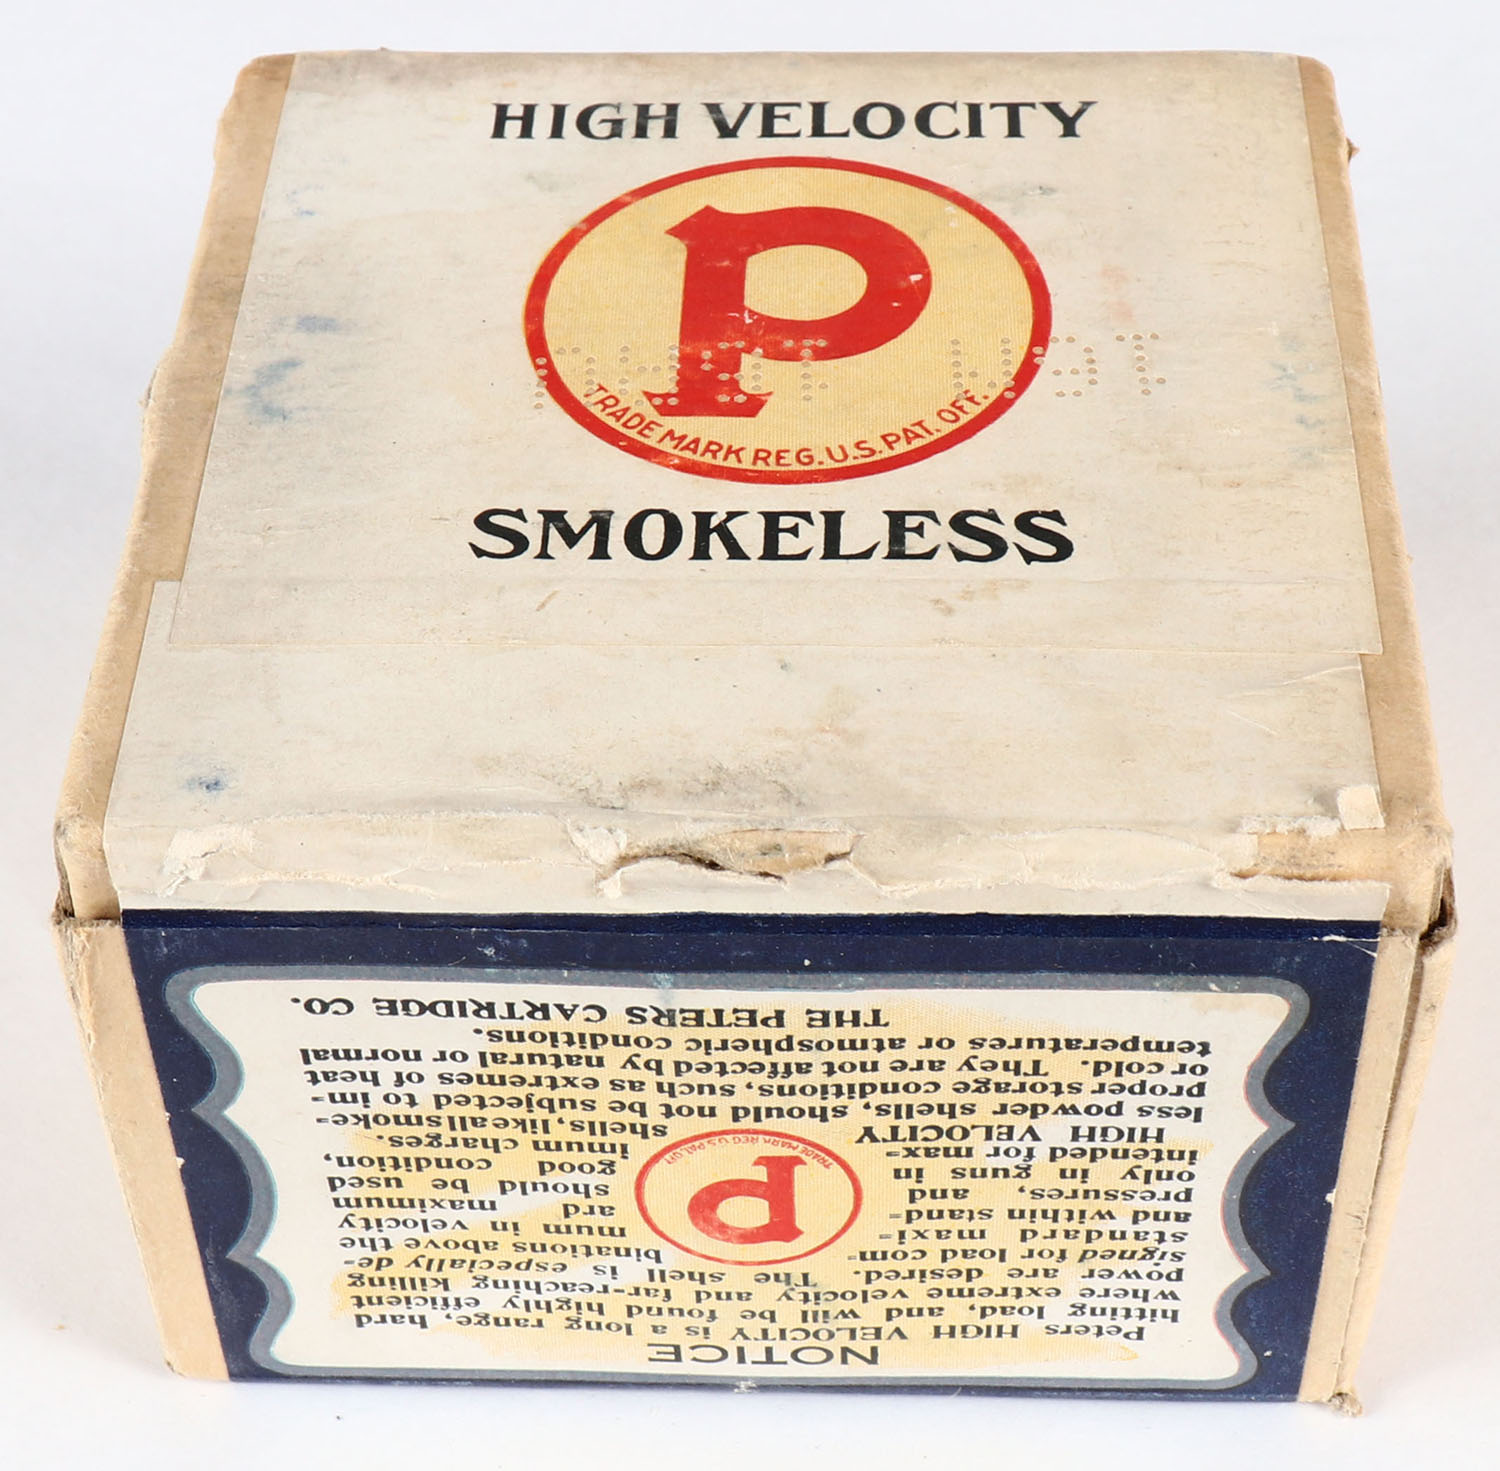 HIGH VELOCITY
P
TRADE MARK REG. U.S. PAT. OFF.
SMOKELESS
NOTICE
Peters HIGH VELOCITY is a long range, hard
hitting load, and will be found highly efficient
where extreme velocity and far-reaching killing
power are desired. The shell is especially de-
signed for load com- binations above the
standard maxi- mum in velocity
and within stand- ard maximum
pressures, and should be used
only in guns in good condition,
intended for max- imum charges.
HIGH VELOCITY shells, like all smoke-
less powder shells, should not be subjected to im-
proper storage conditions, such as extremes of heat
or cold. They are not affected by natural or normal
temperatures or atmospheric conditions.
THE PETERS CARTRIDGE CO.
P
TRADE MARK REG U.S PAT. OFF